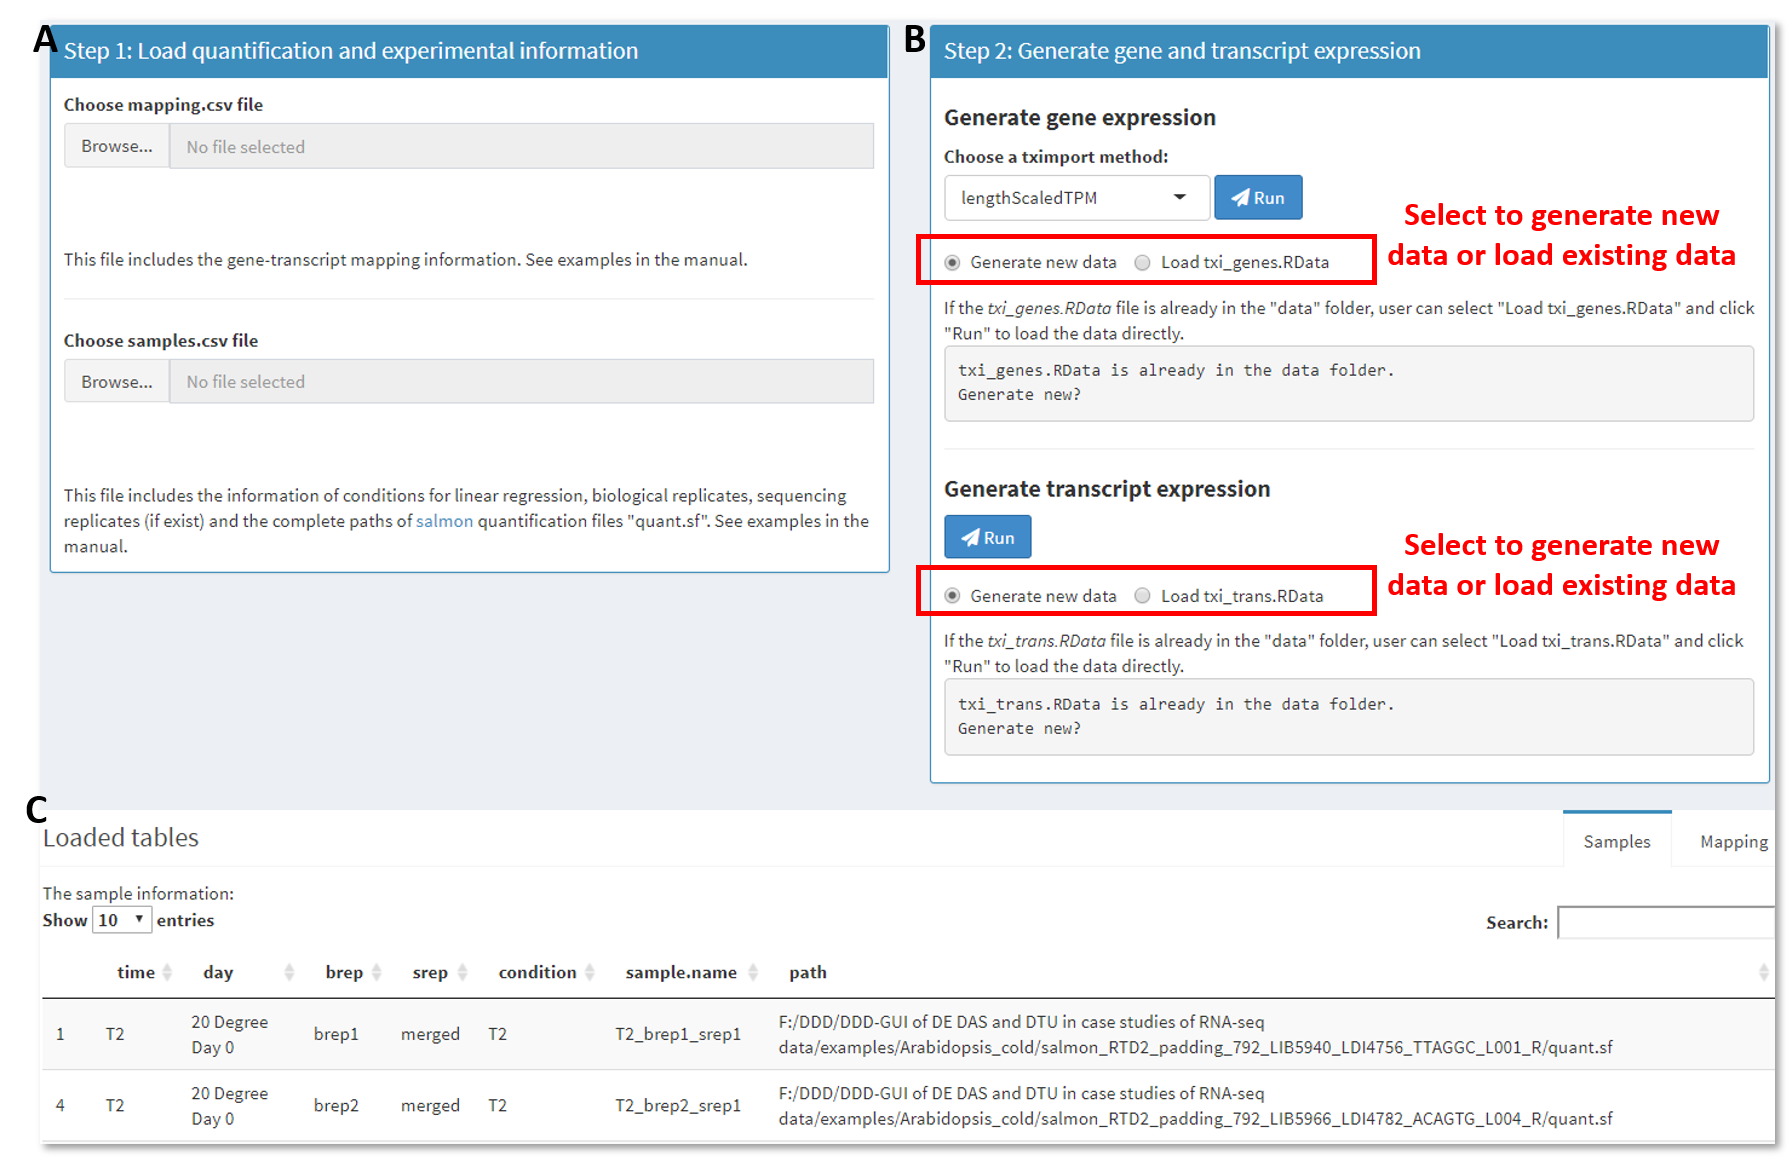 A
Step 1: Load quantification and experimental information
Choose mapping.csv file
Browse...
No file selected
This file includes the gene-transcript mapping information. See examples in the manual.
Choose samples.csv file
Browse...
No file selected
This file includes the information of conditions for linear regression, biological replicates, sequencing
replicates (if exist) and the complete paths of salmon quantification files "quant.sf". See examples in the
manual.
B
Step 2: Generate gene and transcript expression
Generate gene expression
Choose a tximport method:
lengthScaledTPM
Run
Select to generate new
data or load existing data
Generate new data Load txi_genes.RData
If the txi_genes.RData file is already in the "data" folder, user can select "Load txi_genes.RData" and click
"Run" to load the data directly.
txi_genes.RData is already in the data folder.
Generate new?
Generate transcript expression
Run
Select to generate new
data or load existing data
Generate new data Load txi_trans.RData
If the txi_trans.RData file is already in the "data" folder, user can select "Load txi_trans.RData" and click
"Run" to load the data directly.
txi_trans.RData is already in the data folder.
Generate new?
C
Loaded tables
Samples Mapping
The sample information:
Show 10 entries
Search:
time day brep srep condition sample.name path
1 T2 20 Degree Day 0 brep1 merged T2 T2_brep1_srep1 F:/DDD/DDD-GUI of DE DAS and DTU in case studies of RNA-seq
data/examples/Arabidopsis_cold/salmon_RTD2_padding_792_LIB5940_LDI4756_TTAGGC_L001_R/quant.sf
4 T2 20 Degree Day 0 brep2 merged T2 T2_brep2_srep1 F:/DDD/DDD-GUI of DE DAS and DTU in case studies of RNA-seq
data/examples/Arabidopsis_cold/salmon_RTD2_padding_792_LIB5966_LDI4782_ACAGTG_L004_R/quant.sf